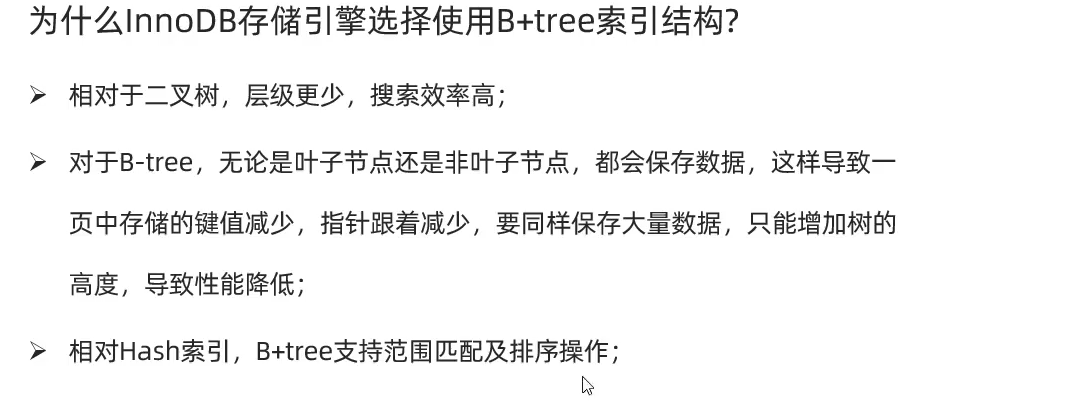 为什么InnoDB存储引擎选择使用B+tree索引结构?
➢ 相对于二叉树，层级更少，搜索效率高；
➢ 对于B-tree，无论是叶子节点还是非叶子节点，都会保存数据，这样导致一
页中存储的键值减少，指针跟着减少，要同样保存大量数据，只能增加树的
高度，导致性能降低；
➢ 相对Hash索引，B+tree支持范围匹配及排序操作；